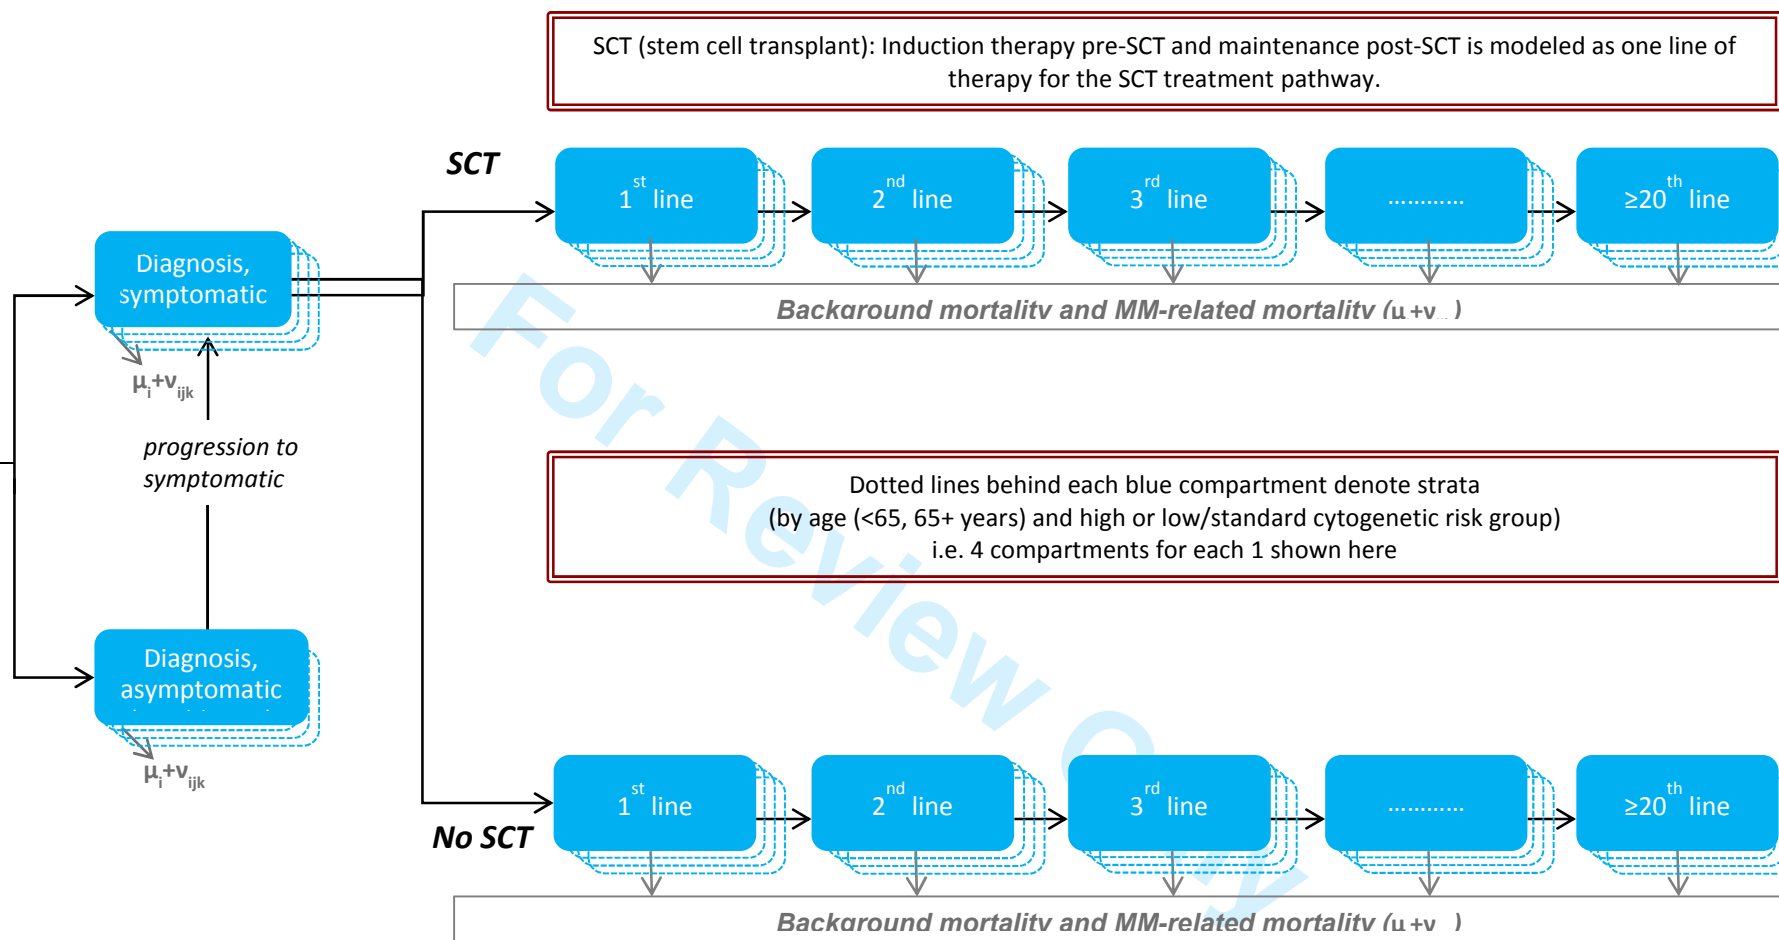 SCT (stem cell transplant): Induction therapy pre-SCT and maintenance post-SCT is modeled as one line of
therapy for the SCT treatment pathway.
SCT
1st line
2nd line
3rd line
............
≥20th line
Diagnosis,
symptomatic
μi+νijk
Background mortality and MM-related mortality (μ +ν )
progression to
symptomatic
Dotted lines behind each blue compartment denote strata
(by age (<65, 65+ years) and high or low/standard cytogenetic risk group)
i.e. 4 compartments for each 1 shown here
Diagnosis,
asymptomatic
μi+νijk
No SCT
1st line
2nd line
3rd line
............
≥20th line
Background mortality and MM-related mortality (μ +ν )
For Review Only